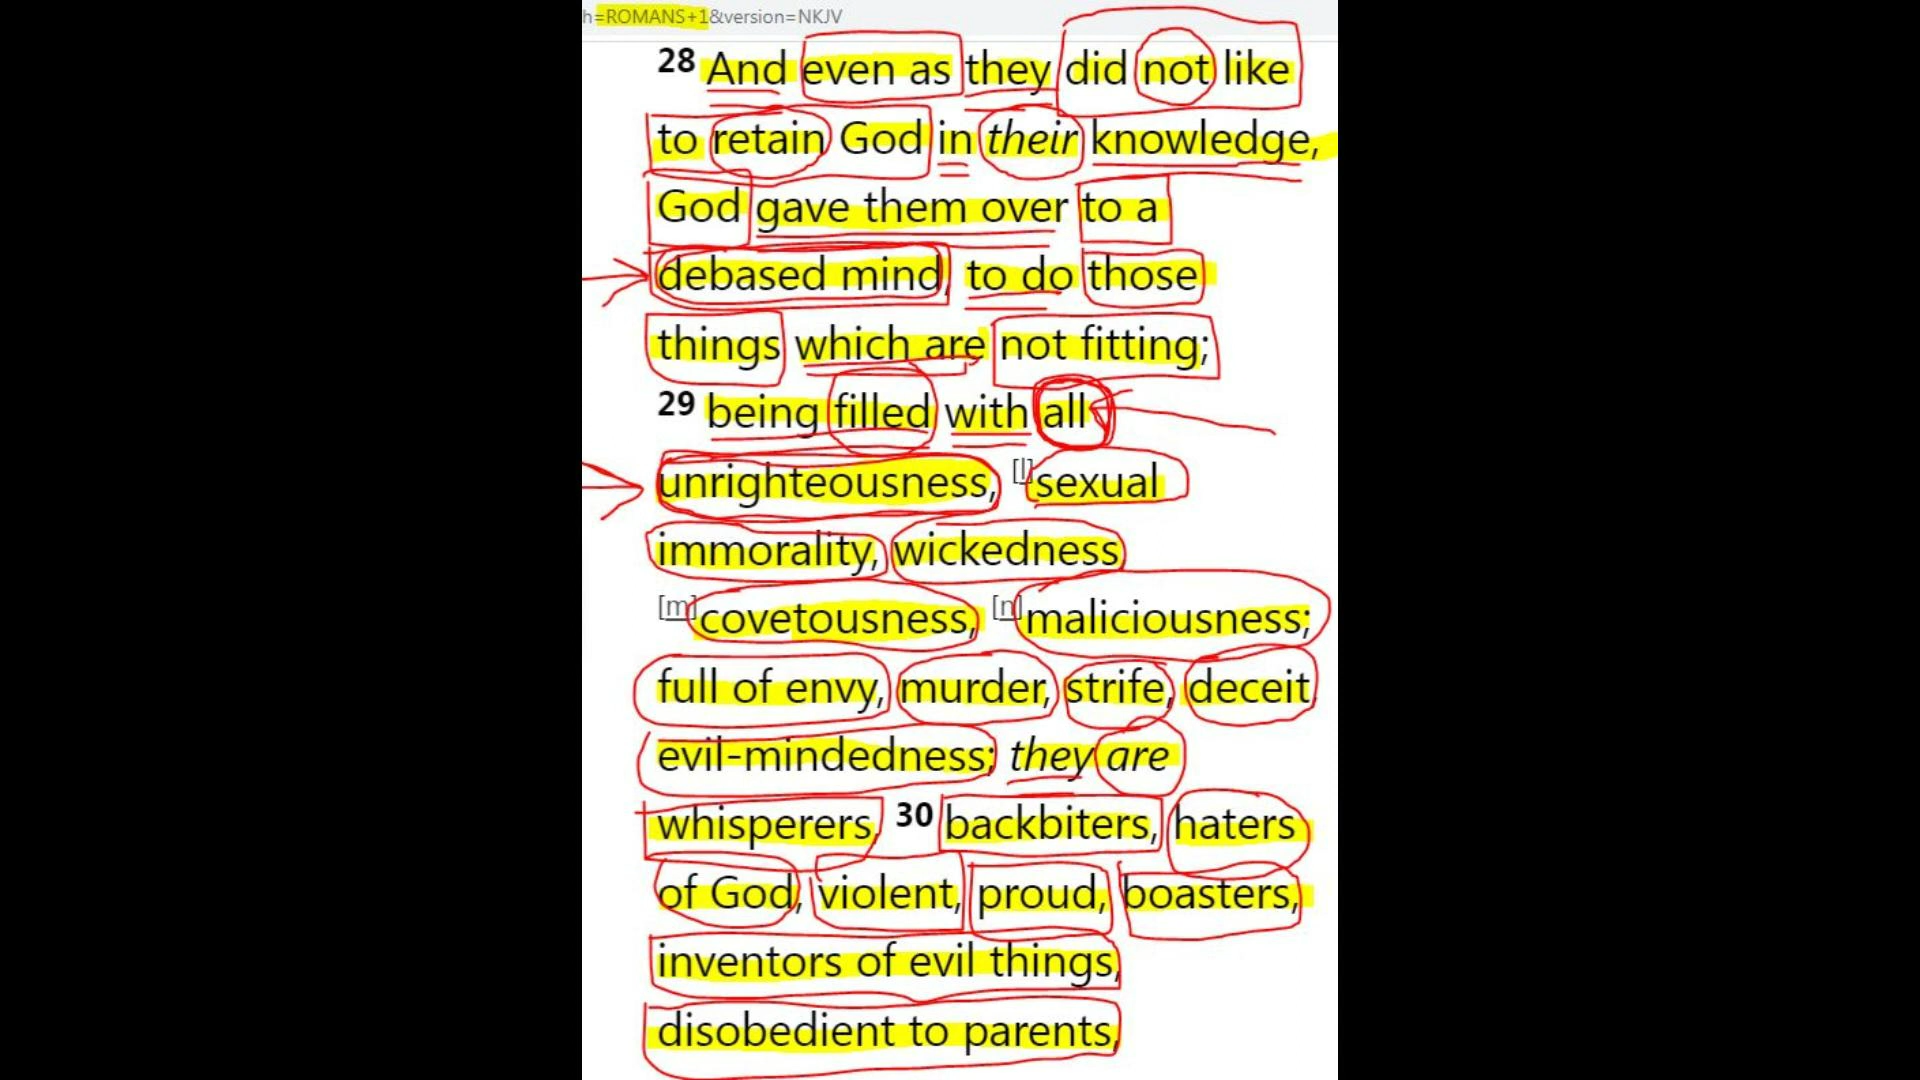 h=ROMANS+1&version=NKJV
28 And even as they did not like
to retain God in their knowledge,
God gave them over to a
debased mind, to do those
things which are not fitting;
29 being filled with all
unrighteousness, [l]sexual
immorality, wickedness,
[m]covetousness, [n]maliciousness;
full of envy, murder, strife, deceit,
evil-mindedness; they are
whisperers, 30 backbiters, haters
of God, violent, proud, boasters,
inventors of evil things,
disobedient to parents,